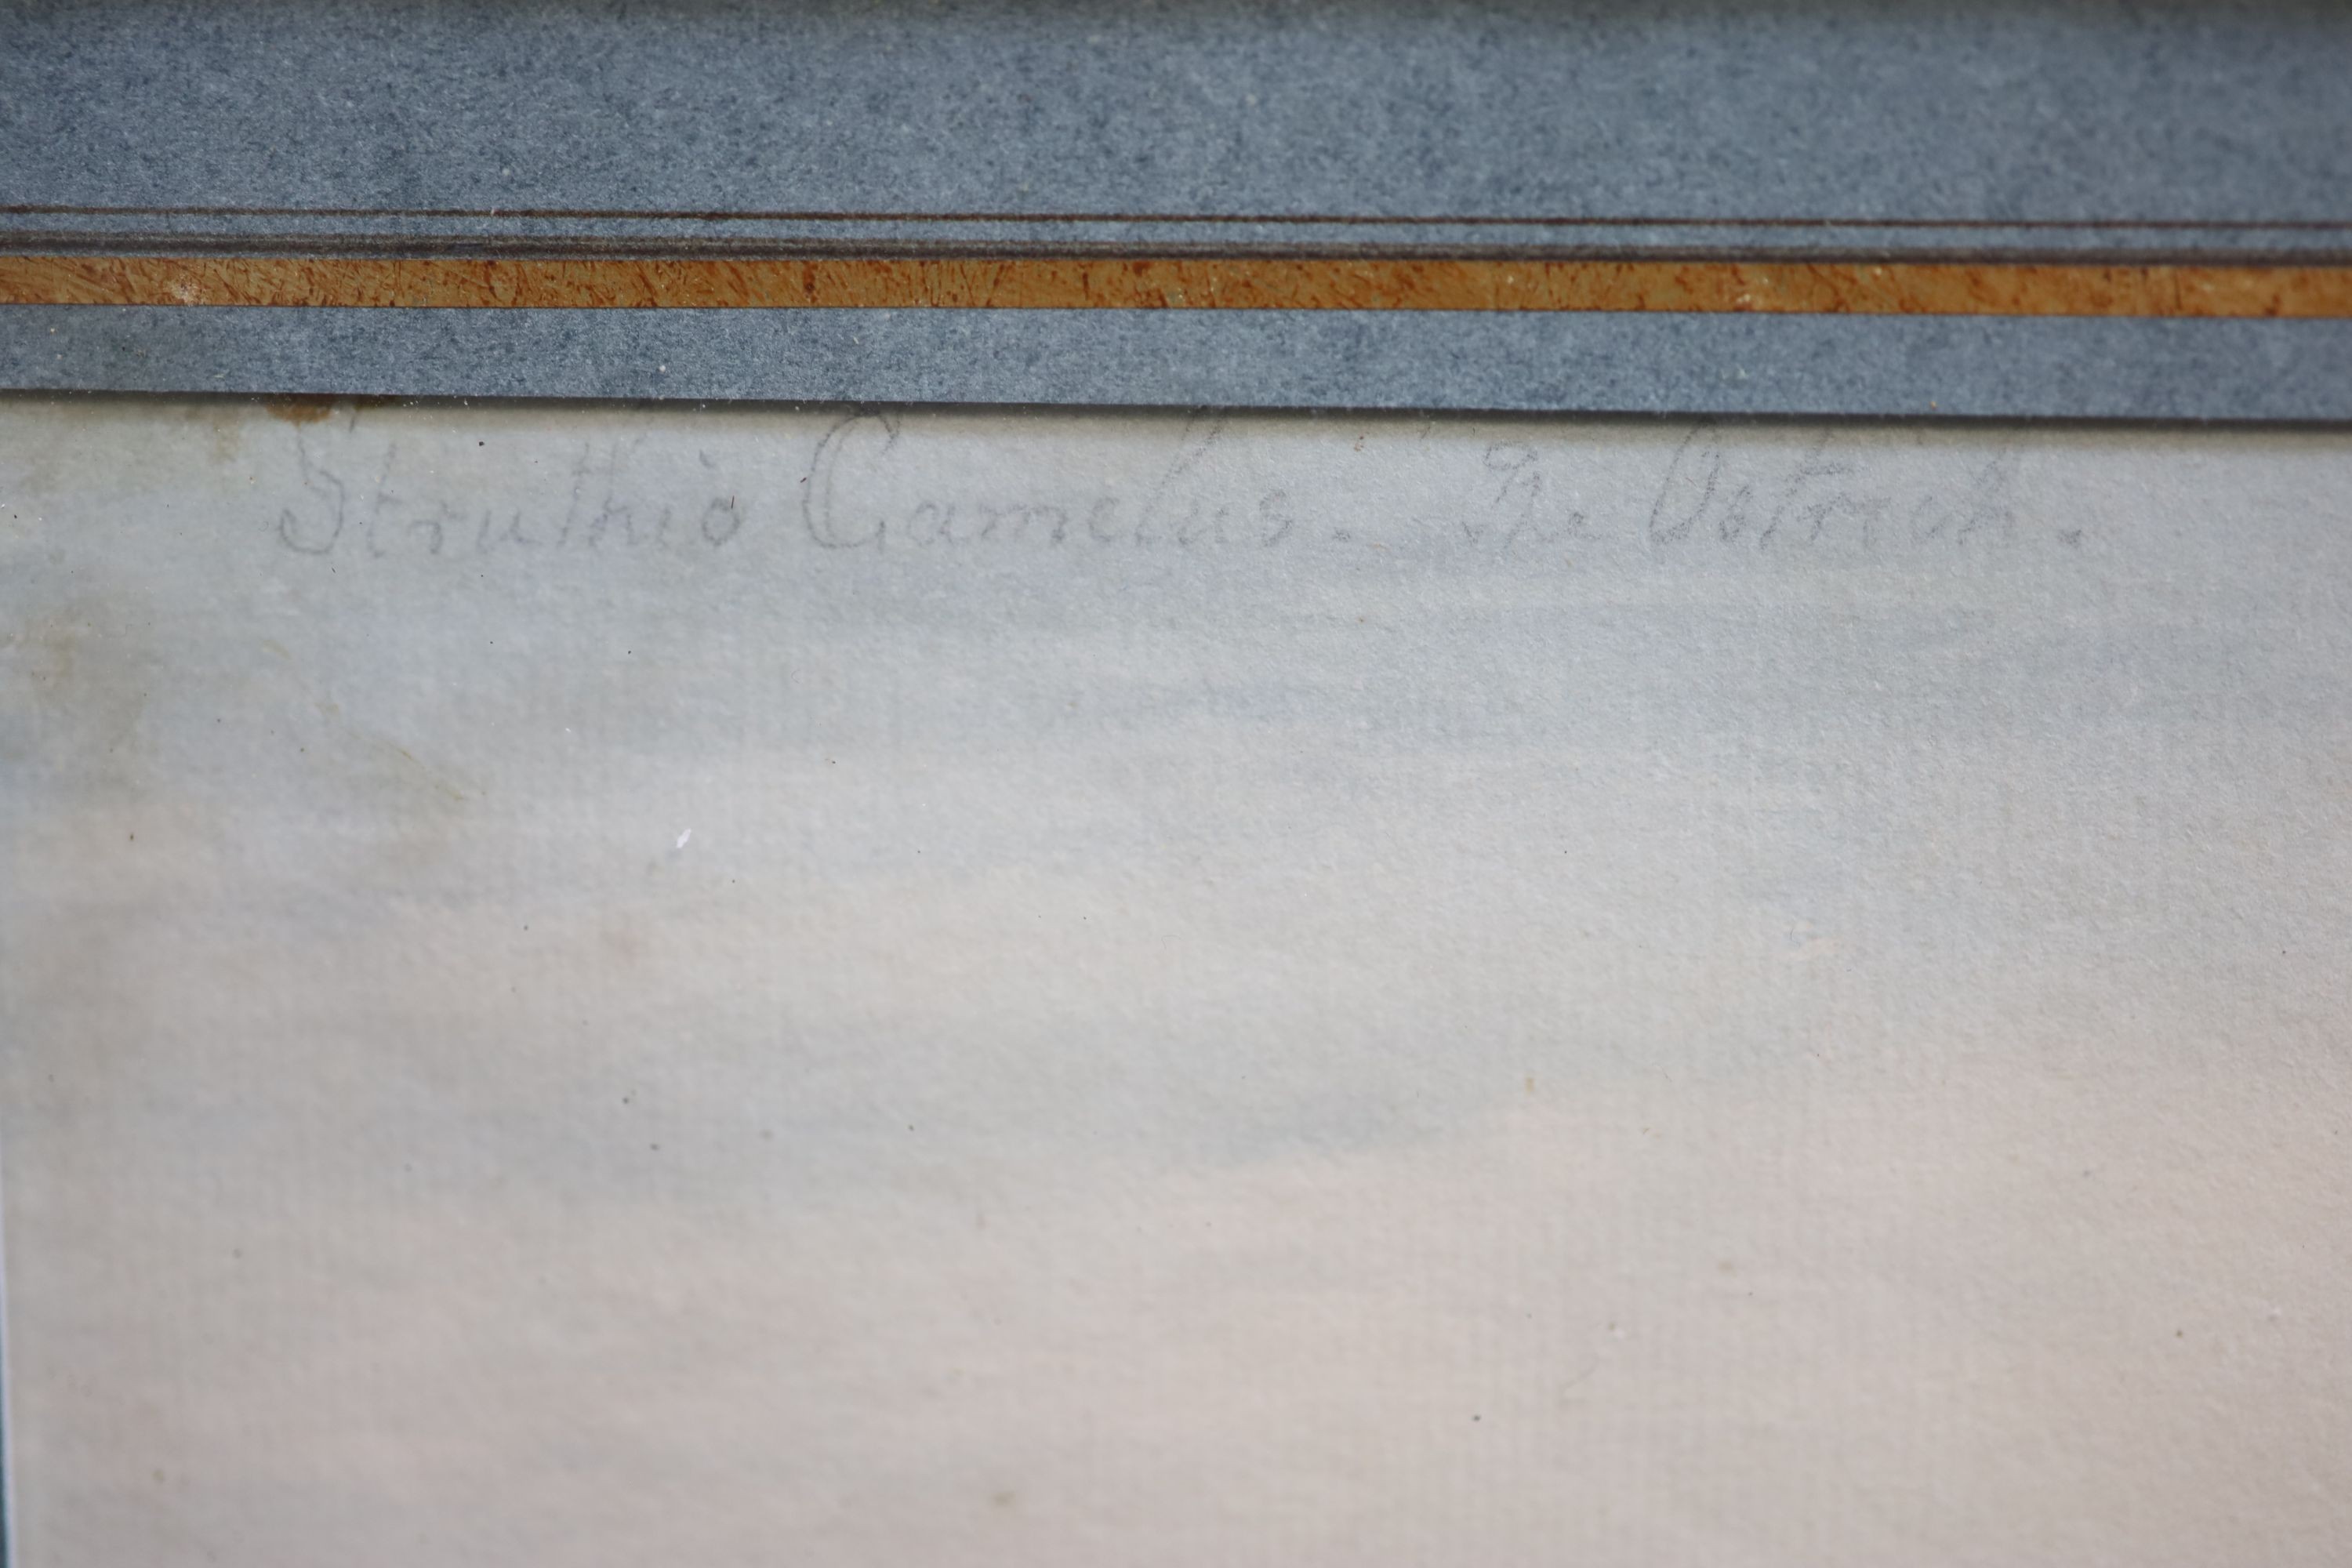 Struthio Camelus. The Ostrich.